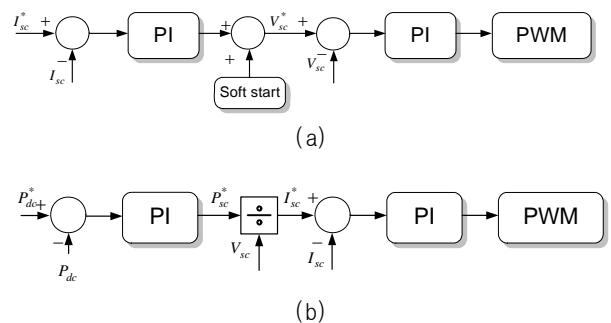 I*sc + PI + V*sc + PI PWM
− + −
Isc Soft start Vsc
(a)
P*dc + PI P*sc ÷ I*sc + PI PWM
− Vsc −
Pdc Isc
(b)